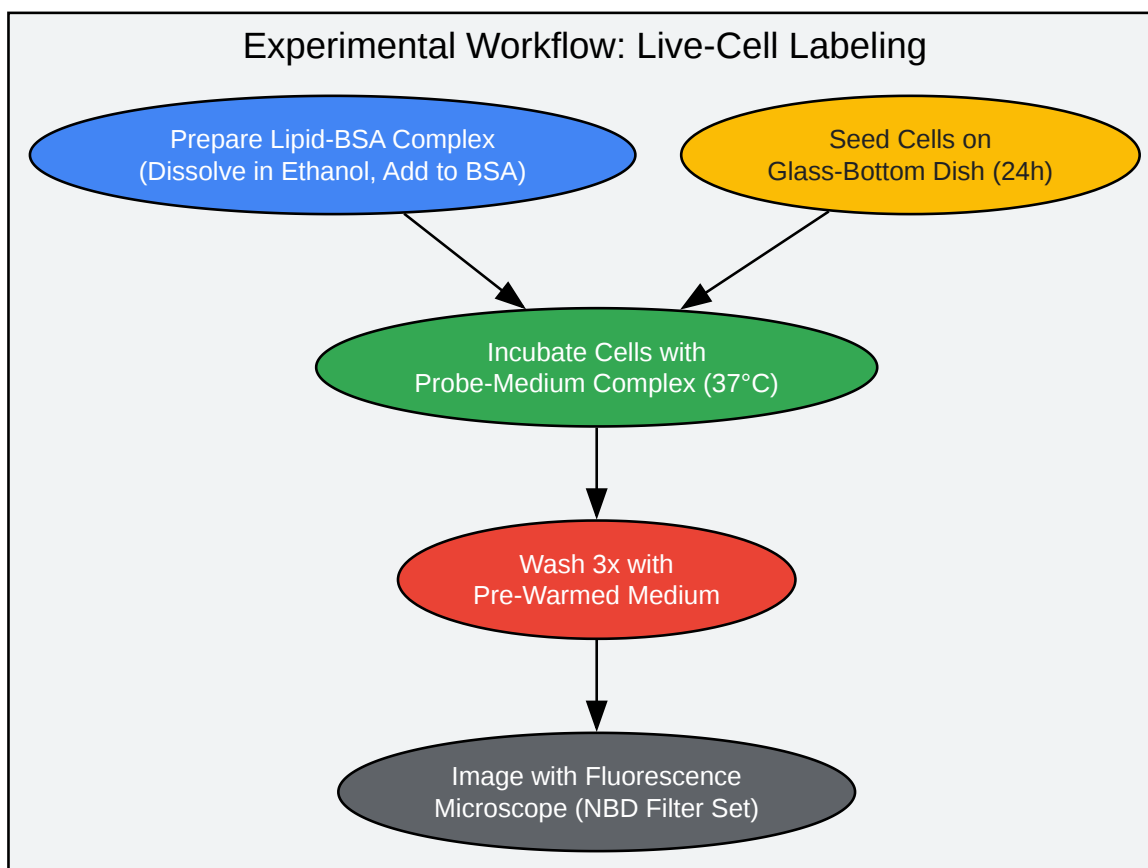 Experimental Workflow: Live-Cell Labeling
Prepare Lipid-BSA Complex
(Dissolve in Ethanol, Add to BSA)
Seed Cells on
Glass-Bottom Dish (24h)
Incubate Cells with
Probe-Medium Complex (37°C)
Wash 3x with
Pre-Warmed Medium
Image with Fluorescence
Microscope (NBD Filter Set)